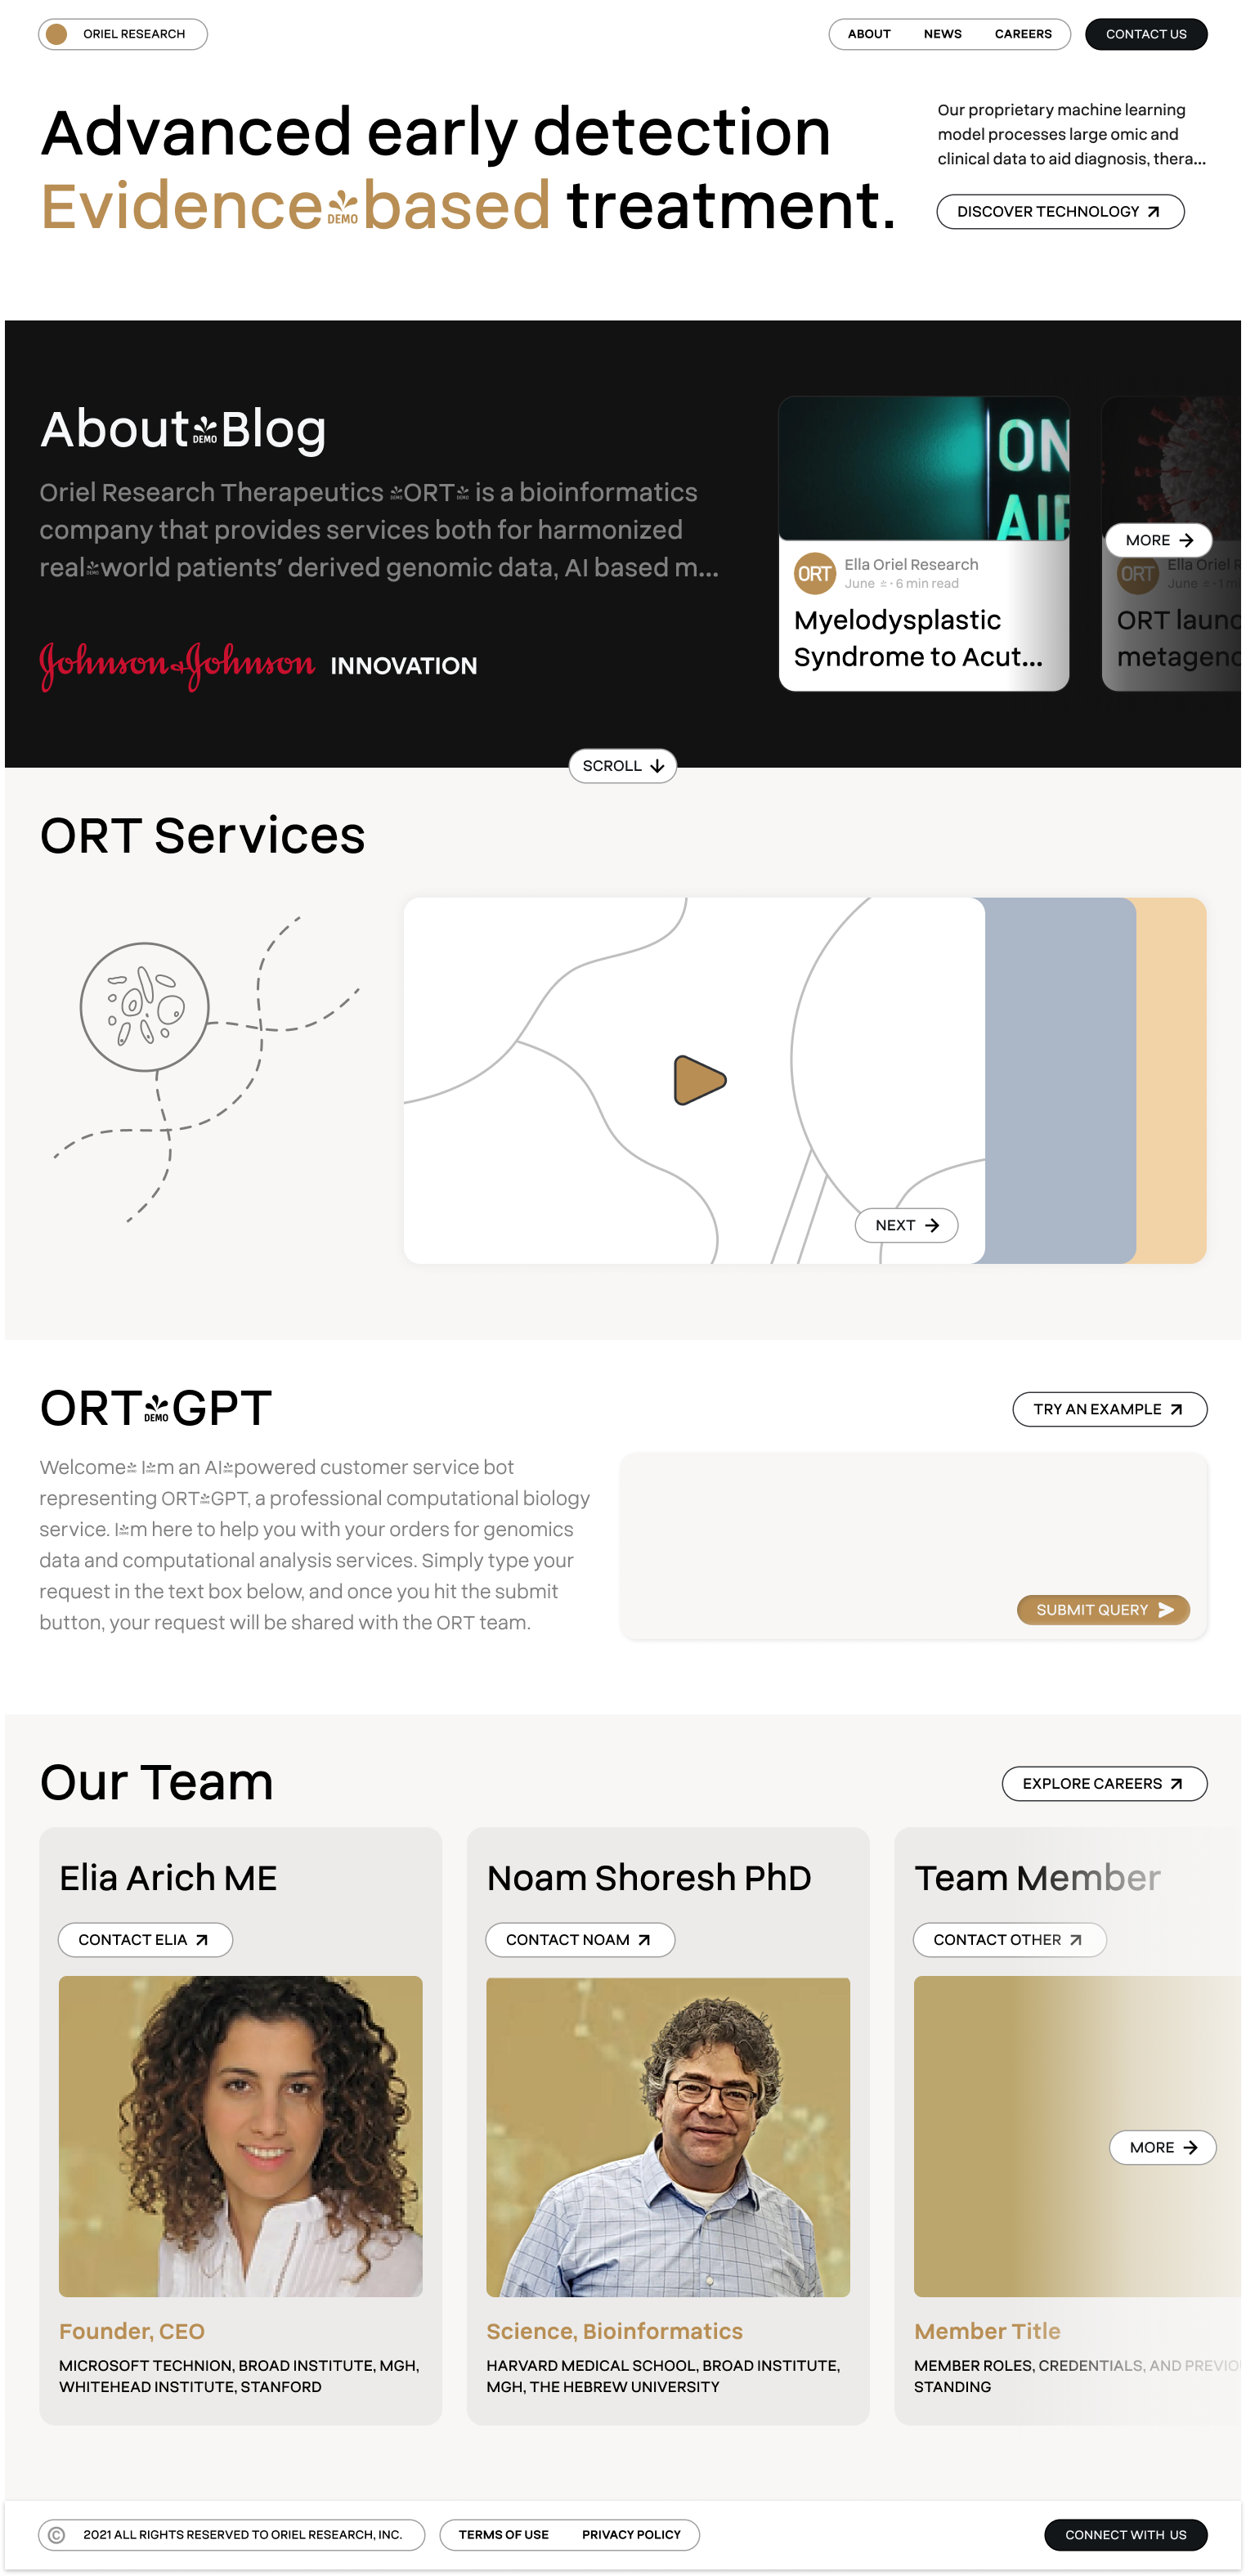 ORIEL RESEARCH
ABOUT NEWS CAREERS
CONTACT US
Advanced early detection
Evidence DEMO based treatment.
Our proprietary machine learning
model processes large omic and
clinical data to aid diagnosis, thera...
DISCOVER TECHNOLOGY
About DEMO Blog
Oriel Research Therapeutics DEMO ORT DEMO is a bioinformatics
company that provides services both for harmonized
real DEMO world patients’ derived genomic data, AI based m...
Johnson & Johnson INNOVATION
ON
AIR
ORT
Ella Oriel Research
June · 6 min read
Myelodysplastic
Syndrome to Acut...
MORE
ORT
Ella Oriel R
June · 1 m
ORT launc
metageno
SCROLL
ORT Services
NEXT
ORT DEMO GPT
TRY AN EXAMPLE
Welcome I m an AI powered customer service bot
representing ORT GPT, a professional computational biology
service. I m here to help you with your orders for genomics
data and computational analysis services. Simply type your
request in the text box below, and once you hit the submit
button, your request will be shared with the ORT team.
SUBMIT QUERY
Our Team
EXPLORE CAREERS
Elia Arich ME
CONTACT ELIA
Founder, CEO
MICROSOFT TECHNION, BROAD INSTITUTE, MGH,
WHITEHEAD INSTITUTE, STANFORD
Noam Shoresh PhD
CONTACT NOAM
Science, Bioinformatics
HARVARD MEDICAL SCHOOL, BROAD INSTITUTE,
MGH, THE HEBREW UNIVERSITY
Team Member
CONTACT OTHER
MORE
Member Title
MEMBER ROLES, CREDENTIALS, AND PREVIO
STANDING
© 2021 ALL RIGHTS RESERVED TO ORIEL RESEARCH, INC.
TERMS OF USE PRIVACY POLICY
CONNECT WITH US